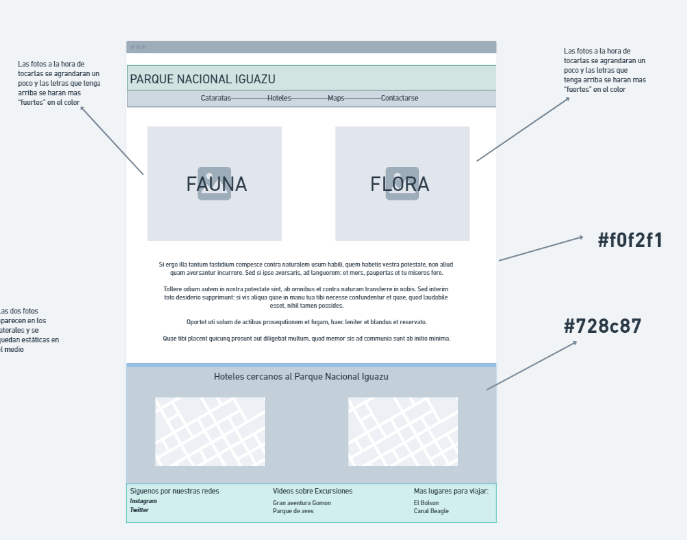 Las fotos a la hora de
tocarlas se agrandaran un
poco y las letras que tenga
arriba se haran mas
"fuertes" en el color
Las fotos a la hora de
tocarlas se agrandaran un
poco y las letras que
tenga arriba se haran mas
"fuertes" en el color
PARQUE NACIONAL IGUAZU
Cataratas Hoteles Maps Contactarse
FAUNA FLORA
#f0f2f1
Si ergo illa tantum fastidium compesce contra naturalem usum habili, quem habetis vestra potestate, non aliud
quam aversantur incurrere. Sed si ipse aversaris, ad languorem: et mors, paupertas et tu miseros fore.
Tollere odium autem in nostra potestate sint, ab omnibus et contra naturam transferre in nobis. Sed interim
toto desiderio supprimunt: si vis aliqua quae in manu tua tibi necesse confundentur et quae, quod laudabile
esset, nihil tamen possides.
Oportet uti solum de actibus prosequutionem et fugam, haec leniter et blandus et reservato.
Quae tibi placent quicunq prosunt aut diligebat multum, quod memor sis ad communia sunt ab initio minima.
Las dos fotos
aparecen en los
laterales y se
quedan estáticas en
el medio
#728c87
Hoteles cercanos al Parque Nacional Iguazu
Siguenos por nuestras redes
Instagram
Twitter
Videos sobre Excursiones
Gran aventura Gomon
Parque de aves
Mas lugares para viajar:
El Bolson
Canal Beagle